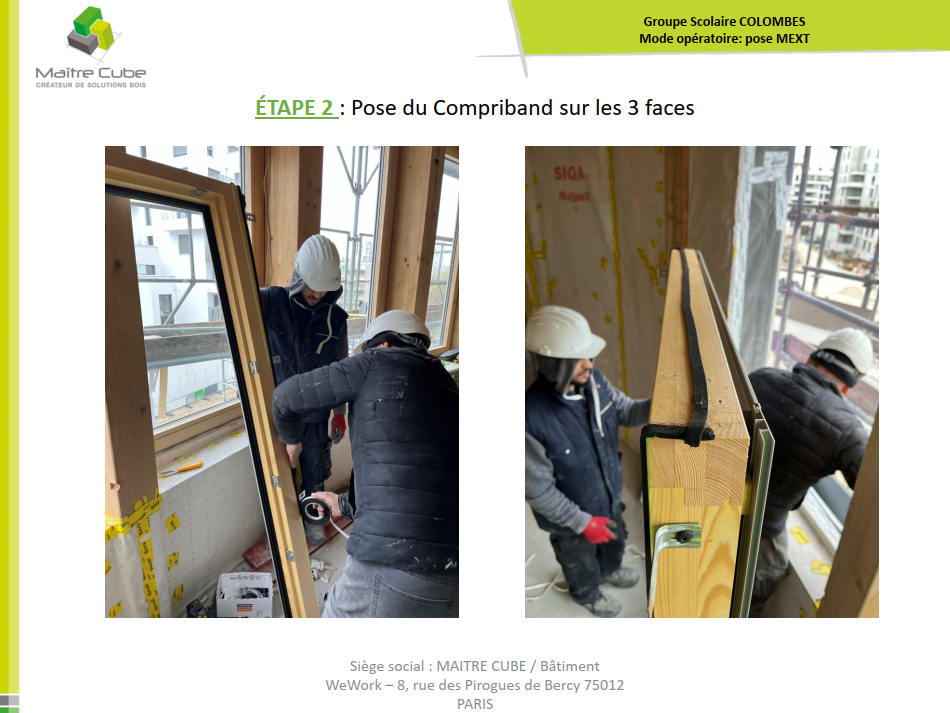 Groupe Scolaire COLOMBES
Mode opératoire: pose MEXT
Maître Cube
CRÉATEUR DE SOLUTIONS BOIS
ÉTAPE 2 : Pose du Compriband sur les 3 faces
SIGA
Majpell
Siège social : MAITRE CUBE / Bâtiment
WeWork – 8, rue des Pirogues de Bercy 75012
PARIS